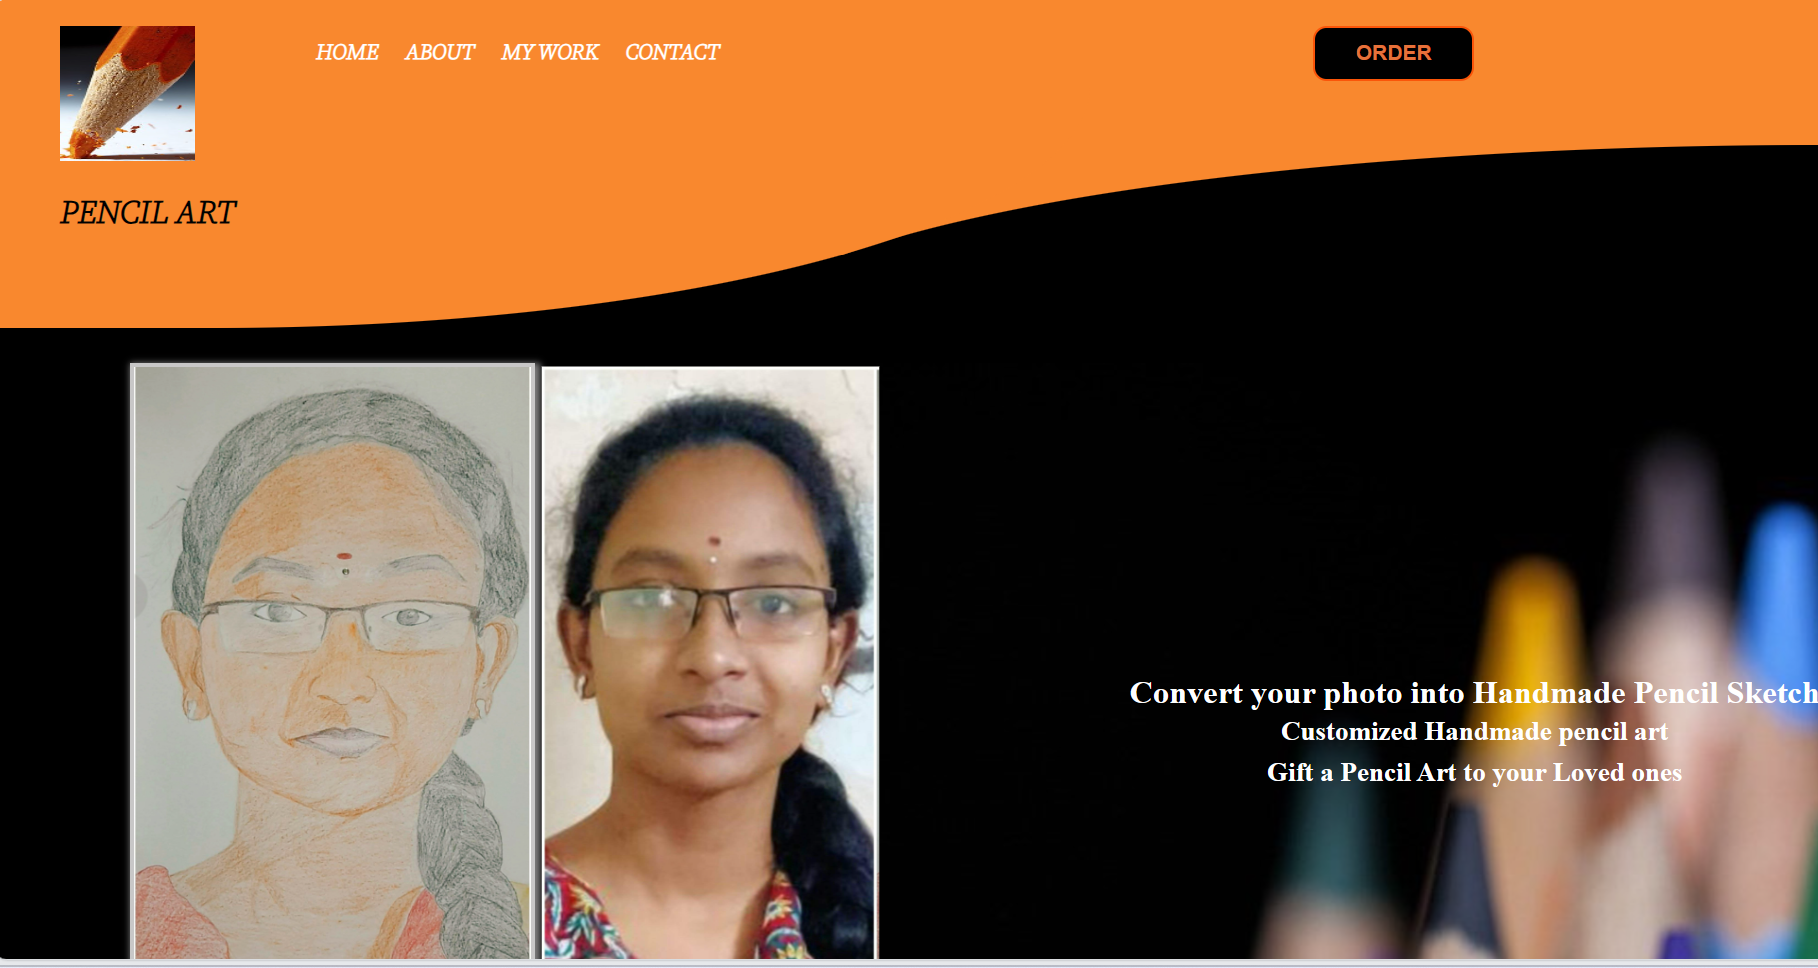 HOME ABOUT MY WORK CONTACT
ORDER
PENCIL ART
Convert your photo into Handmade Pencil Sketch
Customized Handmade pencil art
Gift a Pencil Art to your Loved ones